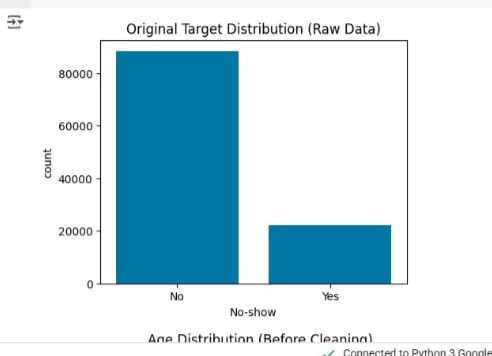 Original Target Distribution (Raw Data)
80000
60000
40000
20000
0
count
No Yes
No-show
Age Distribution (Before Cleaning)
Connected to Python 3 Google